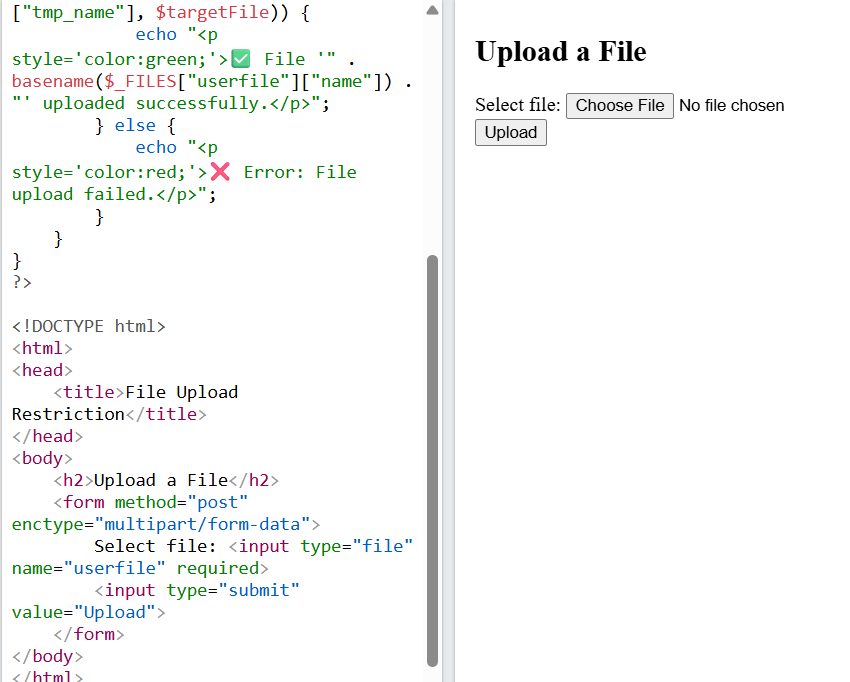 ["tmp_name"], $targetFile)) {
            echo "<p
style='color:green;'>✅ File '" .
basename($_FILES["userfile"]["name"]) .
"' uploaded successfully.</p>";
        } else {
            echo "<p
style='color:red;'>❌ Error: File
upload failed.</p>";
        }
    }
}
?>

<!DOCTYPE html>
<html>
<head>
    <title>File Upload
Restriction</title>
</head>
<body>
    <h2>Upload a File</h2>
    <form method="post"
enctype="multipart/form-data">
        Select file: <input type="file"
name="userfile" required>
        <input type="submit"
value="Upload">
    </form>
</body>
</html>
Upload a File
Select file: Choose File No file chosen
Upload